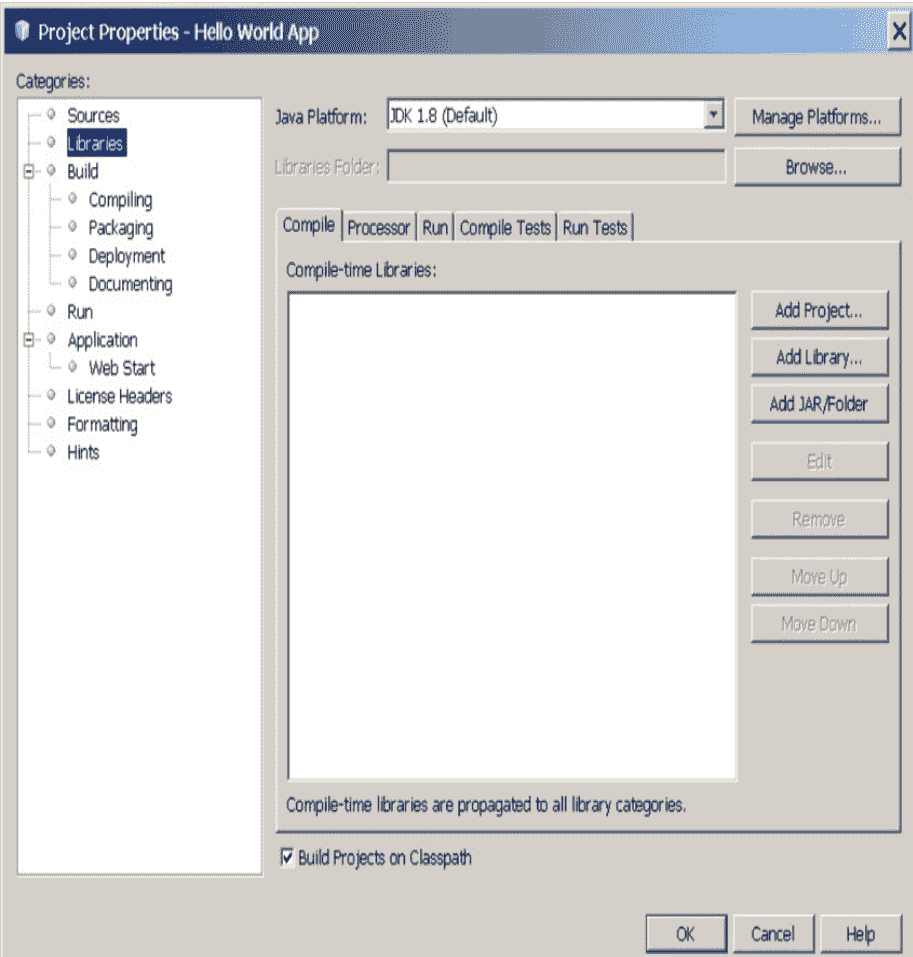 Project Properties - Hello World App
Categories:
Sources
Libraries
Build
Compiling
Packaging
Deployment
Documenting
Run
Application
Web Start
License Headers
Formatting
Hints
Java Platform: JDK 1.8 (Default) Manage Platforms...
Libraries Folder: Browse...
Compile Processor Run Compile Tests Run Tests
Compile-time Libraries:
Add Project...
Add Library...
Add JAR/Folder
Edit
Remove
Move Up
Move Down
Compile-time libraries are propagated to all library categories.
Build Projects on Classpath
OK Cancel Help